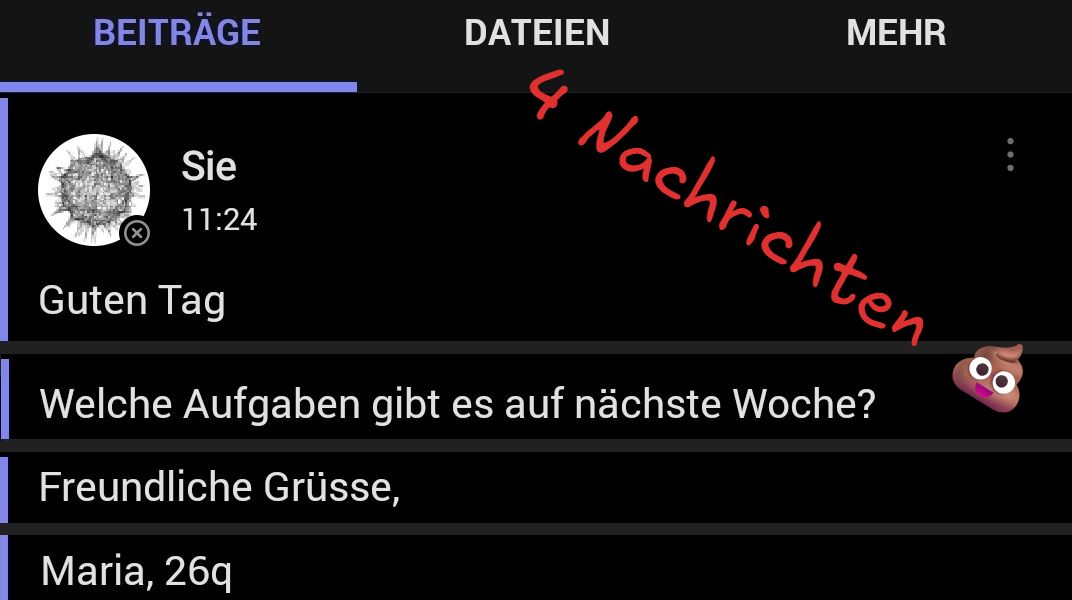 BEITRÄGE DATEIEN MEHR
4 Nachrichten
Sie
11:24
Guten Tag
Welche Aufgaben gibt es auf nächste Woche?
Freundliche Grüsse,
Maria, 26q